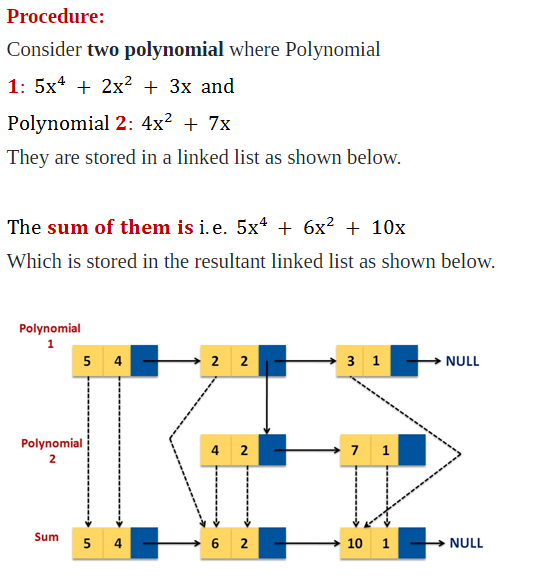 Procedure:
Consider two polynomial where Polynomial
1: 5x⁴ + 2x² + 3x and
Polynomial 2: 4x² + 7x
They are stored in a linked list as shown below.
The sum of them is i.e. 5x⁴ + 6x² + 10x
Which is stored in the resultant linked list as shown below.
Polynomial
1
5 4 2 2 3 1 NULL
Polynomial
2
4 2 7 1
Sum
5 4 6 2 10 1 NULL